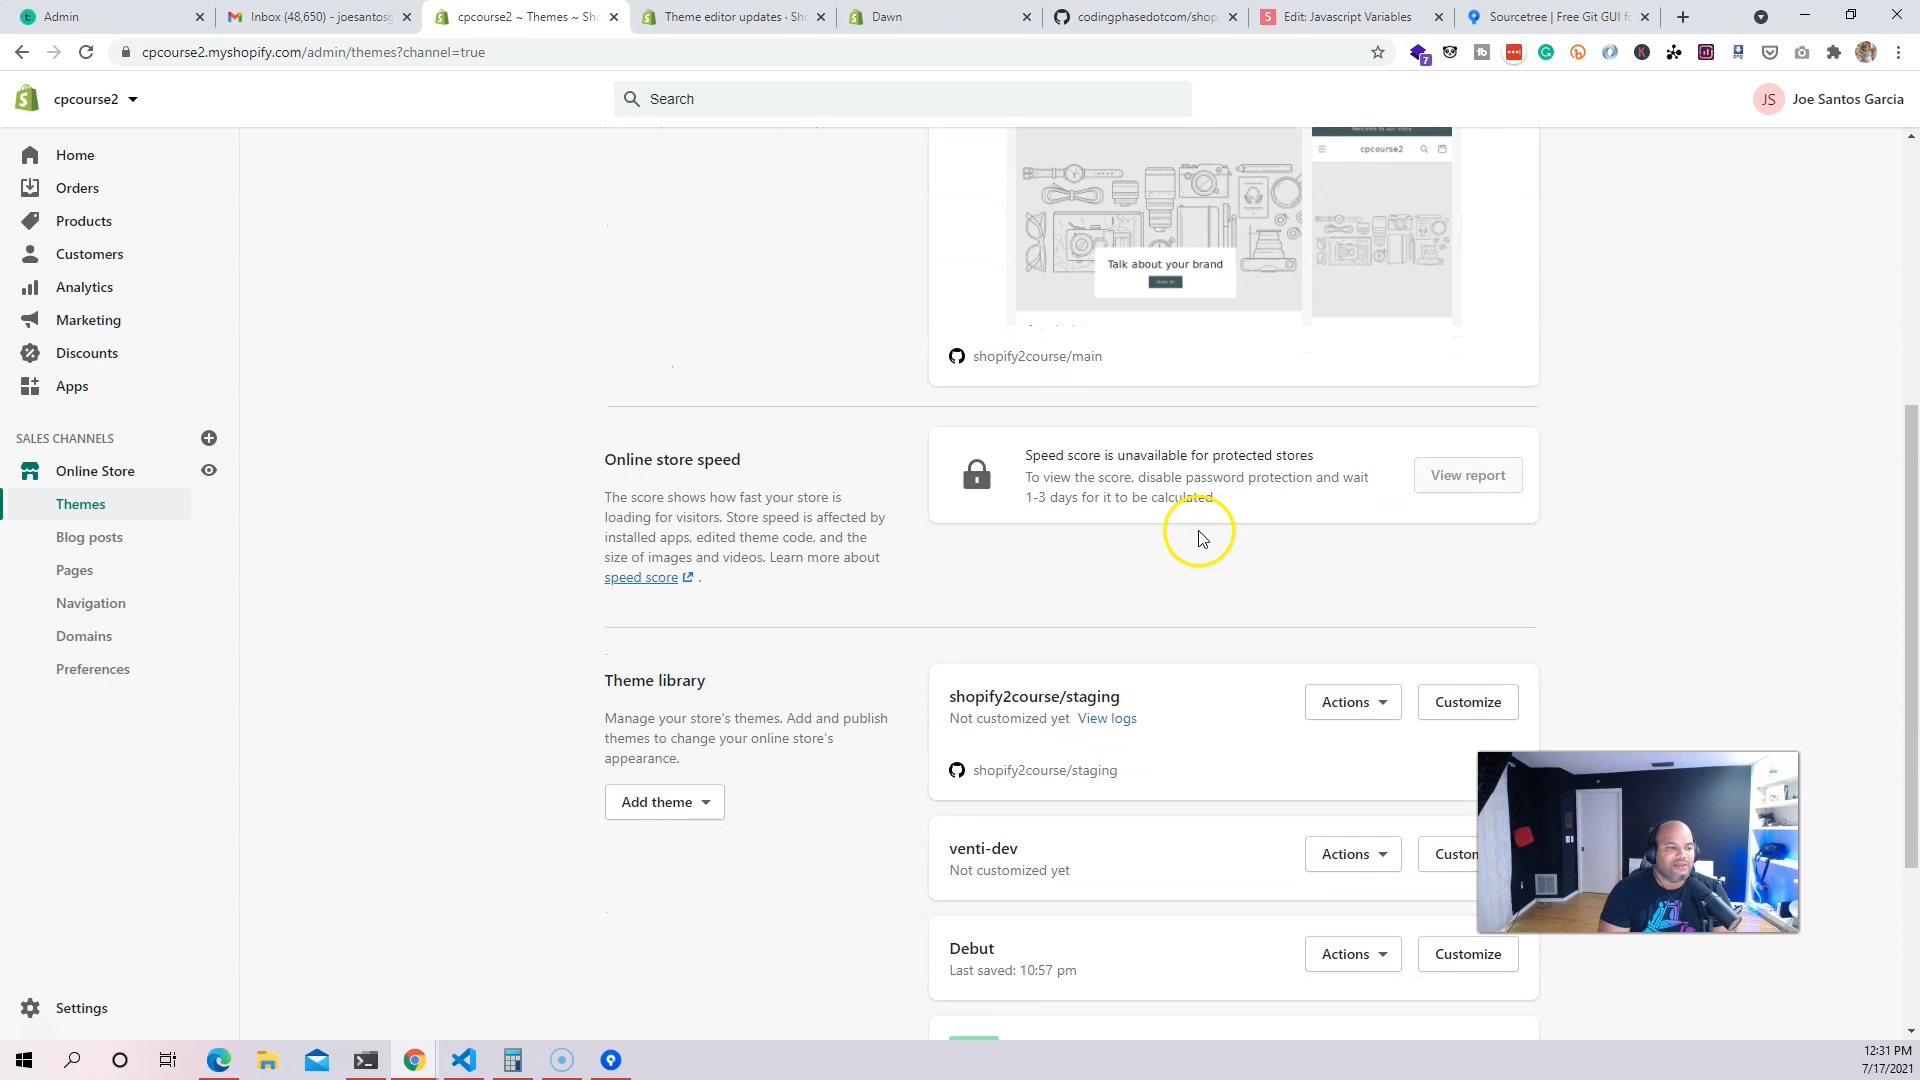 Admin
Inbox (48,650) - joesantosg
cpcourse2 ~ Themes ~ Sho
Theme editor updates · Sh
Dawn
codingphasedotcom/shop
Edit: Javascript Variables
Sourcetree | Free Git GUI fo
cpcourse2.myshopify.com/admin/themes?channel=true
7
cpcourse2
Search
JS
Joe Santos Garcia
Home
Orders
Products
Customers
Analytics
Marketing
Discounts
Apps
SALES CHANNELS
Online Store
Themes
Blog posts
Pages
Navigation
Domains
Preferences
Settings
Welcome to our store
cpcourse2
Talk about your brand
shopify2course/main
Online store speed
The score shows how fast your store is
loading for visitors. Store speed is affected by
installed apps, edited theme code, and the
size of images and videos. Learn more about
speed score .
Speed score is unavailable for protected stores
To view the score, disable password protection and wait
1-3 days for it to be calculated.
View report
Theme library
Manage your store's themes. Add and publish
themes to change your online store's
appearance.
Add theme
shopify2course/staging
Not customized yet View logs
Actions
Customize
shopify2course/staging
venti-dev
Not customized yet
Actions
Custom
Debut
Last saved: 10:57 pm
Actions
Customize
12:31 PM
7/17/2021